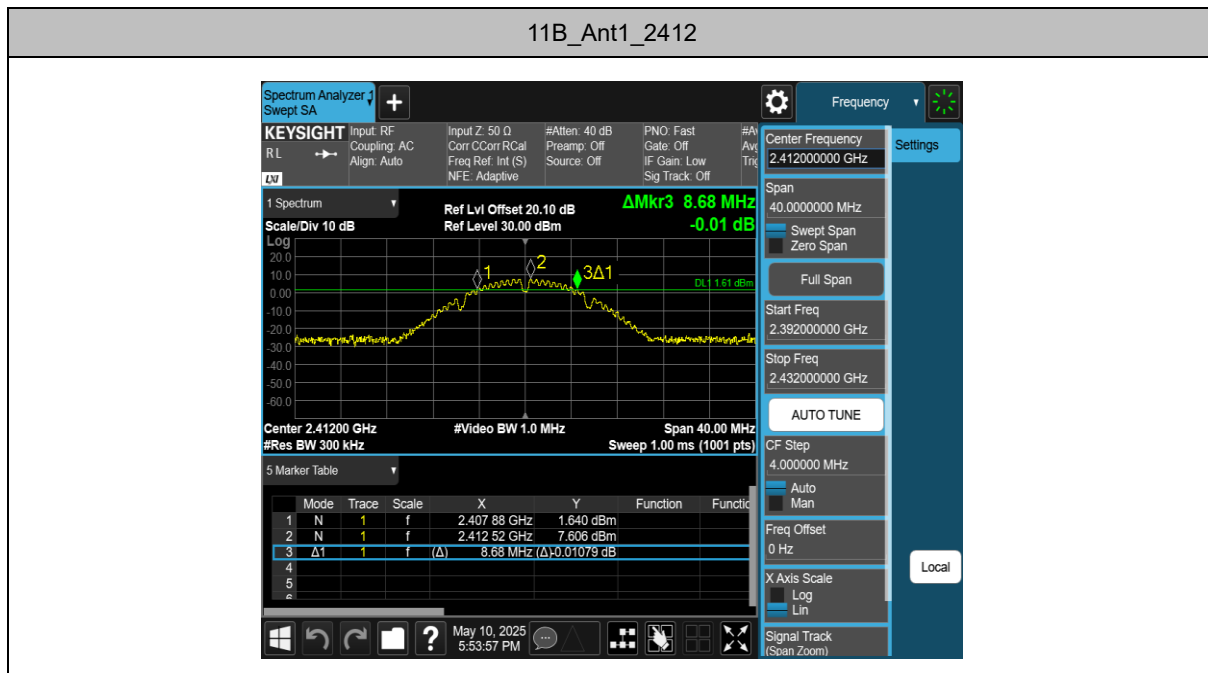 11B_Ant1_2412
Spectrum Analyzer 1
Swept SA
+
Frequency
KEYSIGHT
RL
LXI
Input: RF
Coupling: AC
Align: Auto
Input Z: 50 Ω
Corr CCorr RCal
Freq Ref: Int (S)
NFE: Adaptive
#Atten: 40 dB
Preamp: Off
Source: Off
PNO: Fast
Gate: Off
IF Gain: Low
Sig Track: Off
#Av
Avg
Trig
1 Spectrum
Scale/Div 10 dB
Ref Lvl Offset 20.10 dB
Ref Level 30.00 dBm
ΔMkr3 8.68 MHz
-0.01 dB
Log
20.0
10.0
0.00
-10.0
-20.0
-30.0
-40.0
-50.0
-60.0
1
2
3Δ1
DL1 1.61 dBm
Center 2.41200 GHz
#Video BW 1.0 MHz
Span 40.00 MHz
#Res BW 300 kHz
Sweep 1.00 ms (1001 pts)
5 Marker Table
Mode Trace Scale X Y Function Functio
1 N 1 f 2.407 88 GHz 1.640 dBm
2 N 1 f 2.412 52 GHz 7.606 dBm
3 Δ1 1 f (Δ) 8.68 MHz (Δ) -0.01079 dB
4
5
6
?
May 10, 2025
5:53:57 PM
Center Frequency
2.412000000 GHz
Settings
Span
40.0000000 MHz
Swept Span
Zero Span
Full Span
Start Freq
2.392000000 GHz
Stop Freq
2.432000000 GHz
AUTO TUNE
CF Step
4.000000 MHz
Auto
Man
Freq Offset
0 Hz
X Axis Scale
Log
Lin
Signal Track
(Span Zoom)
Local